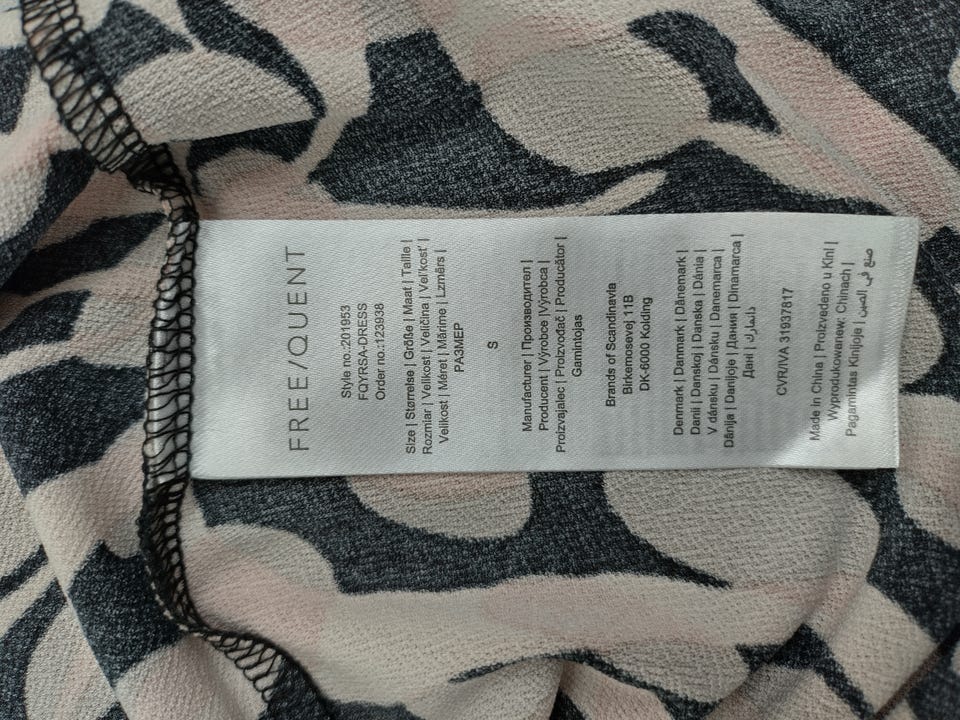 FREE/QUENT
Style no.:201953
FQYRSA-DRESS
Order no.:123938
Size | Størrelse | Größe | Maat | Taille |
Rozmiar | Velikost | Veličina | Veľkosť |
Velikost | Méret | Mărime | Lzmērs |
РАЗМЕР
S
Manufacturer | Производител |
Producent | Výrobce | Výrobca |
Proizvajalec | Proizvođač | Producător |
Gamintojas
Brands of Scandinavia
Birkemosevej 11B
DK-6000 Kolding
Denmark | Danmark | Dänemark |
Danii | Danskoj | Danska | Dánia |
V dánsku | Dánsku | Danemarca |
Dānija | Danijoje | Дания | Dinamarca |
Дані | دانمارك |
CVR/IVA 31937817
Made in China | Proizvedeno u Kini |
Wyprodukowanew: Chinach |
Pagamintas Kinijoje | صنع في الصين